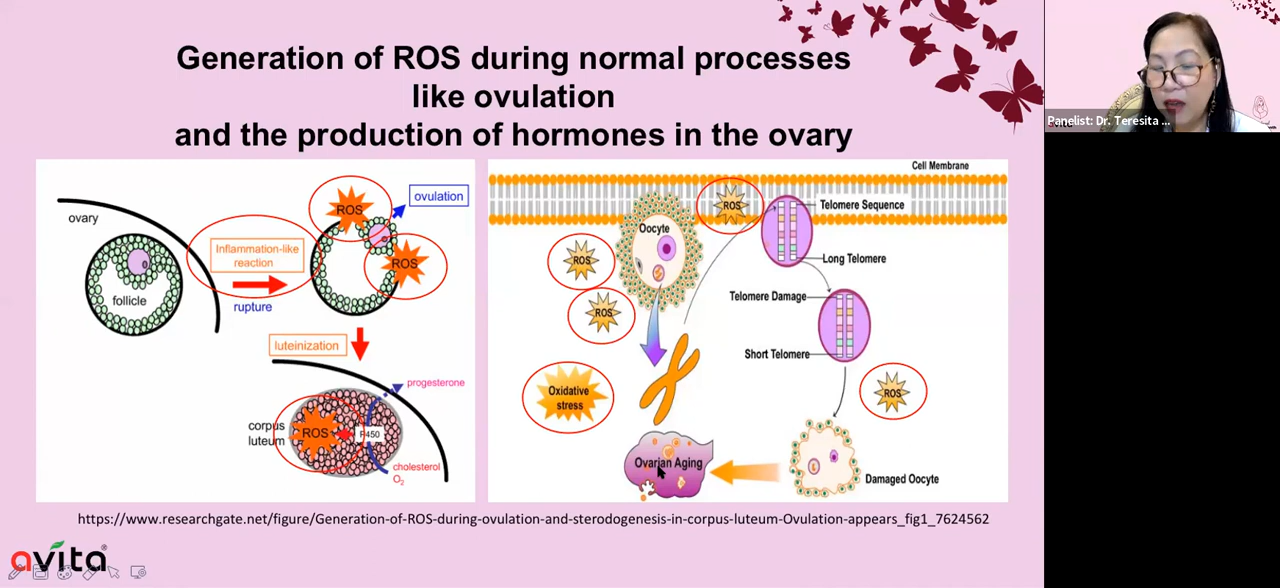 Generation of ROS during normal processes
like ovulation
and the production of hormones in the ovary
Panelist: Dr. Teresita ...
ovary
follicle
Inflammation-like
reaction
rupture
ROS
ROS
ovulation
luteinization
progesterone
corpus
luteum
ROS
P450
cholesterol
O2
Cell Membrane
Oocyte
ROS
ROS
ROS
Telomere Sequence
Long Telomere
Telomere Damage
Short Telomere
Oxidative
stress
ROS
Ovarian Aging
Damaged Oocyte
https://www.researchgate.net/figure/Generation-of-ROS-during-ovulation-and-sterodogenesis-in-corpus-luteum-Ovulation-appears_fig1_7624562
avita